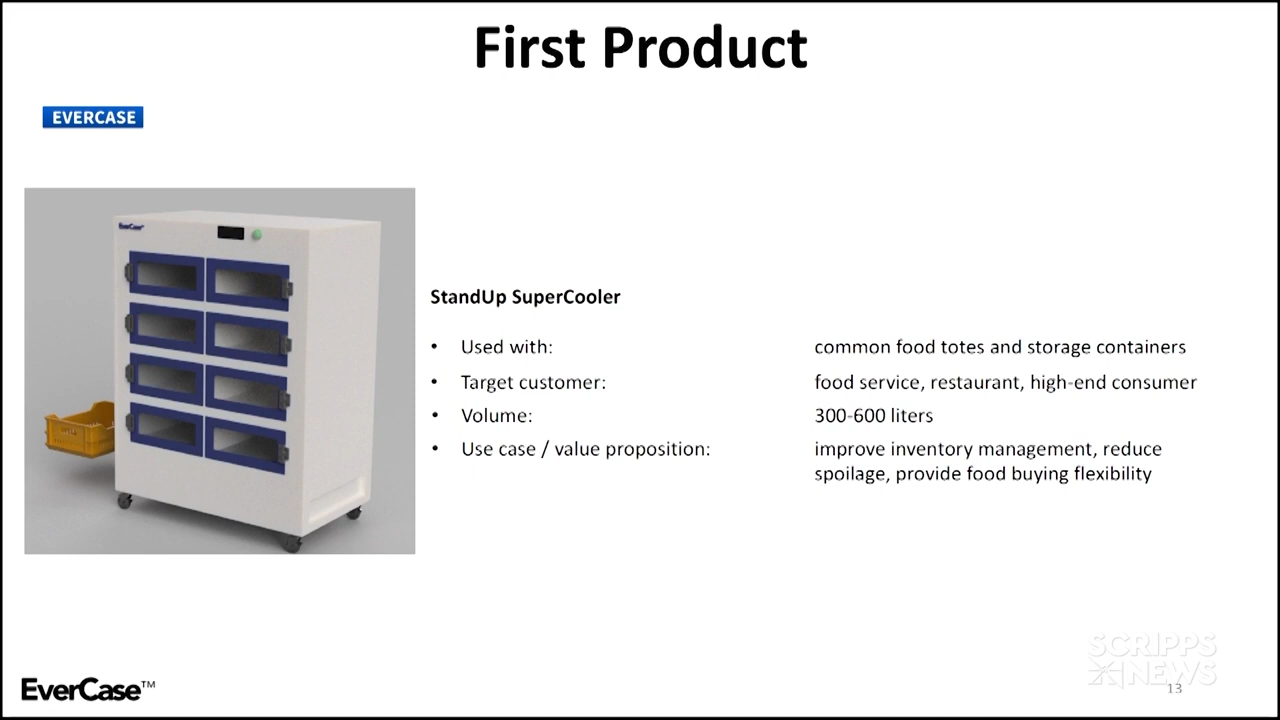 First Product
EVERCASE
EverCase™
StandUp SuperCooler
• Used with: common food totes and storage containers
• Target customer: food service, restaurant, high-end consumer
• Volume: 300-600 liters
• Use case / value proposition: improve inventory management, reduce
spoilage, provide food buying flexibility
SCRIPPS
NEWS
EverCase™
13